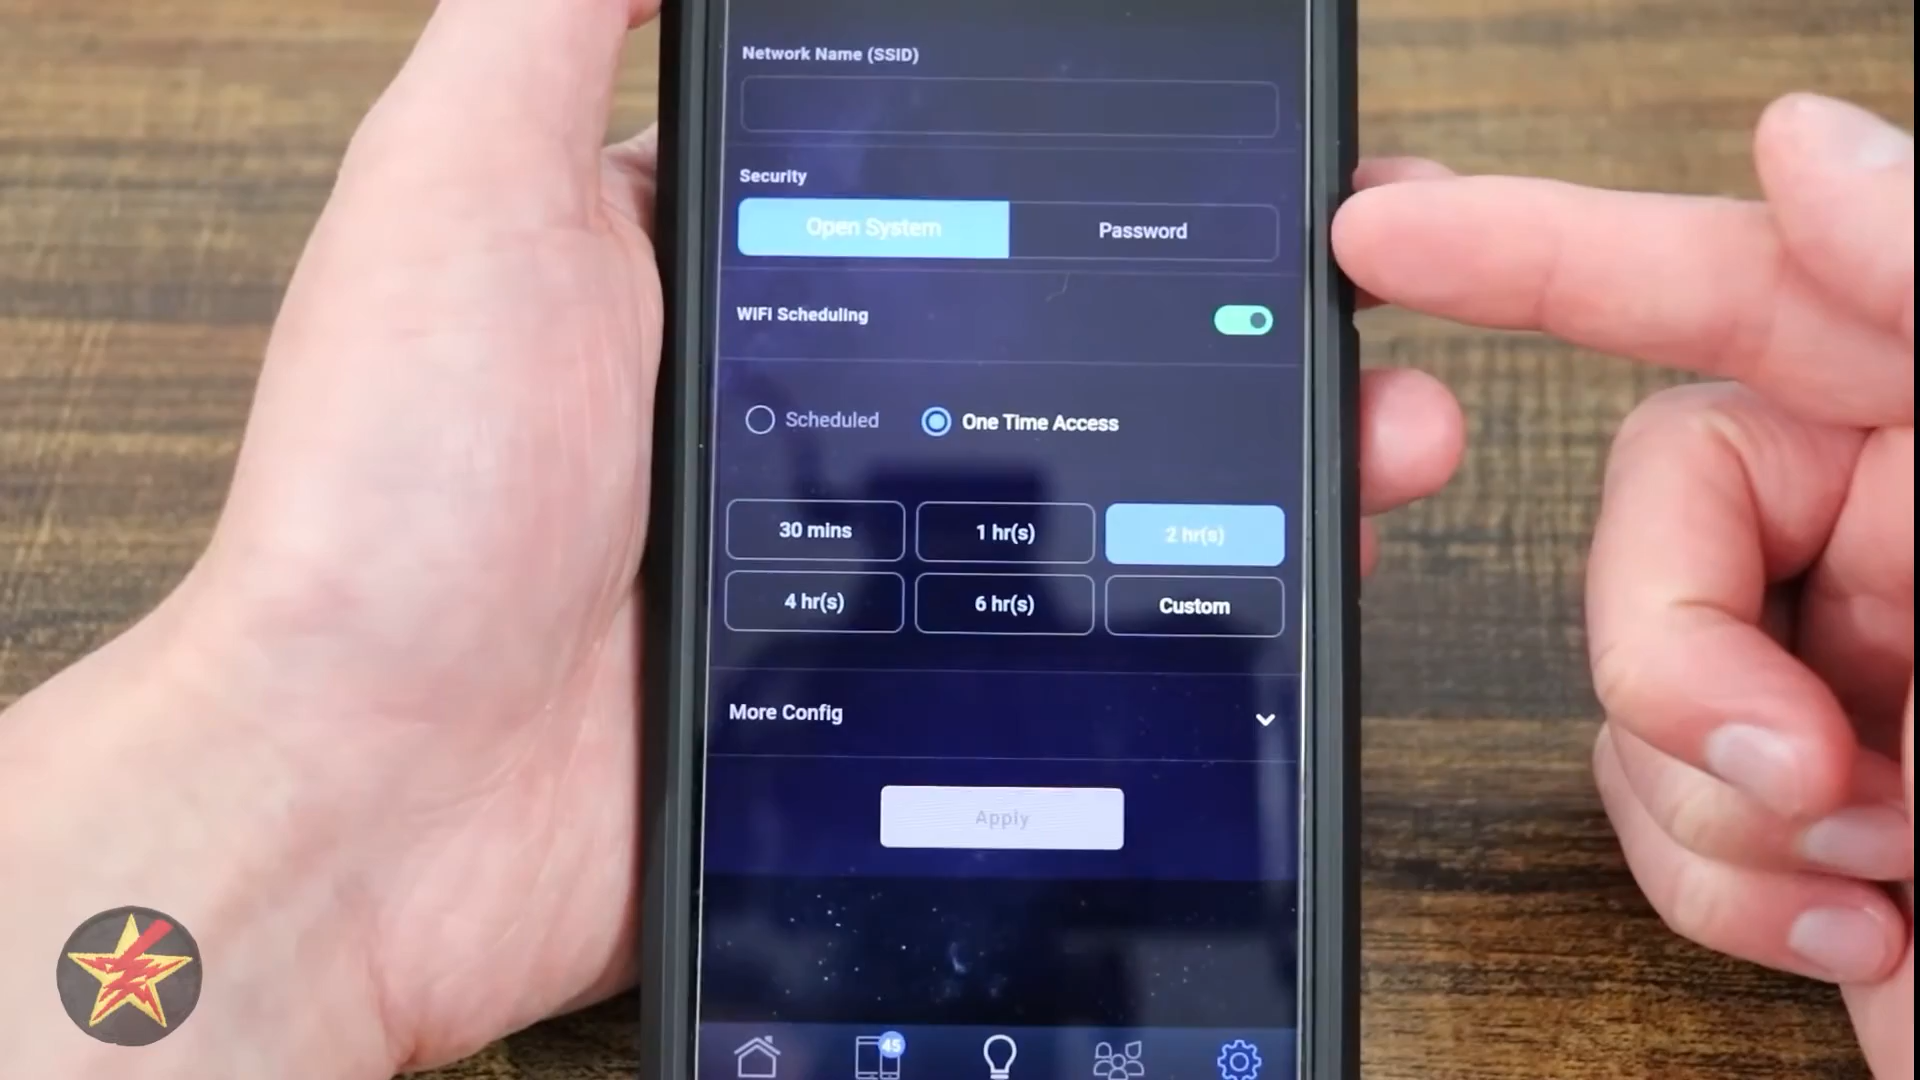 Network Name (SSID)
Security
Open System
Password
WIFI Scheduling
Scheduled
One Time Access
30 mins
1 hr(s)
2 hr(s)
4 hr(s)
6 hr(s)
Custom
More Config
Apply
45